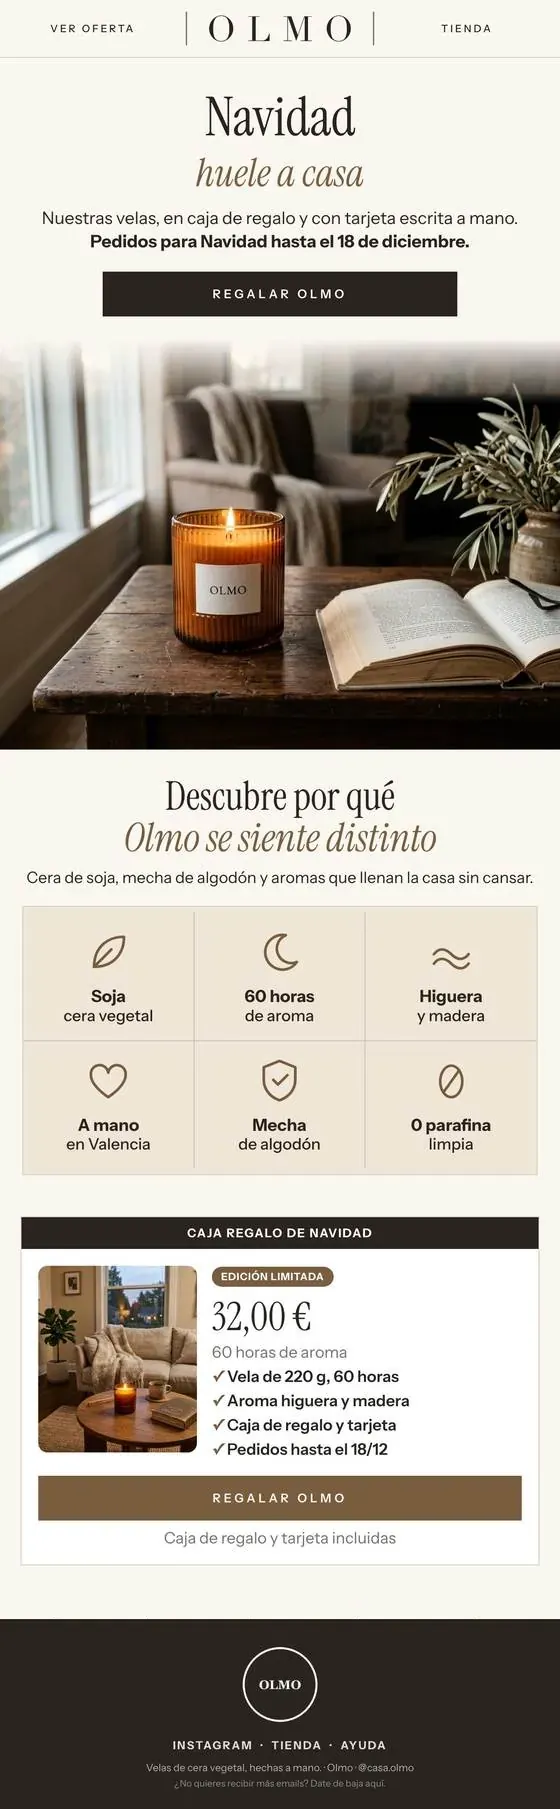 VER OFERTA
OLMO
TIENDA
Navidad
huele a casa
Nuestras velas, en caja de regalo y con tarjeta escrita a mano.
Pedidos para Navidad hasta el 18 de diciembre.
REGALAR OLMO
OLMO
Descubre por qué
Olmo se siente distinto
Cera de soja, mecha de algodón y aromas que llenan la casa sin cansar.
Soja
cera vegetal
60 horas
de aroma
Higuera
y madera
A mano
en Valencia
Mecha
de algodón
0 parafina
limpia
CAJA REGALO DE NAVIDAD
EDICIÓN LIMITADA
32,00 €
60 horas de aroma
✓Vela de 220 g, 60 horas
✓Aroma higuera y madera
✓Caja de regalo y tarjeta
✓Pedidos hasta el 18/12
REGALAR OLMO
Caja de regalo y tarjeta incluidas
OLMO
INSTAGRAM · TIENDA · AYUDA
Velas de cera vegetal, hechas a mano. · Olmo · @casa.olmo
¿No quieres recibir más emails? Date de baja aquí.